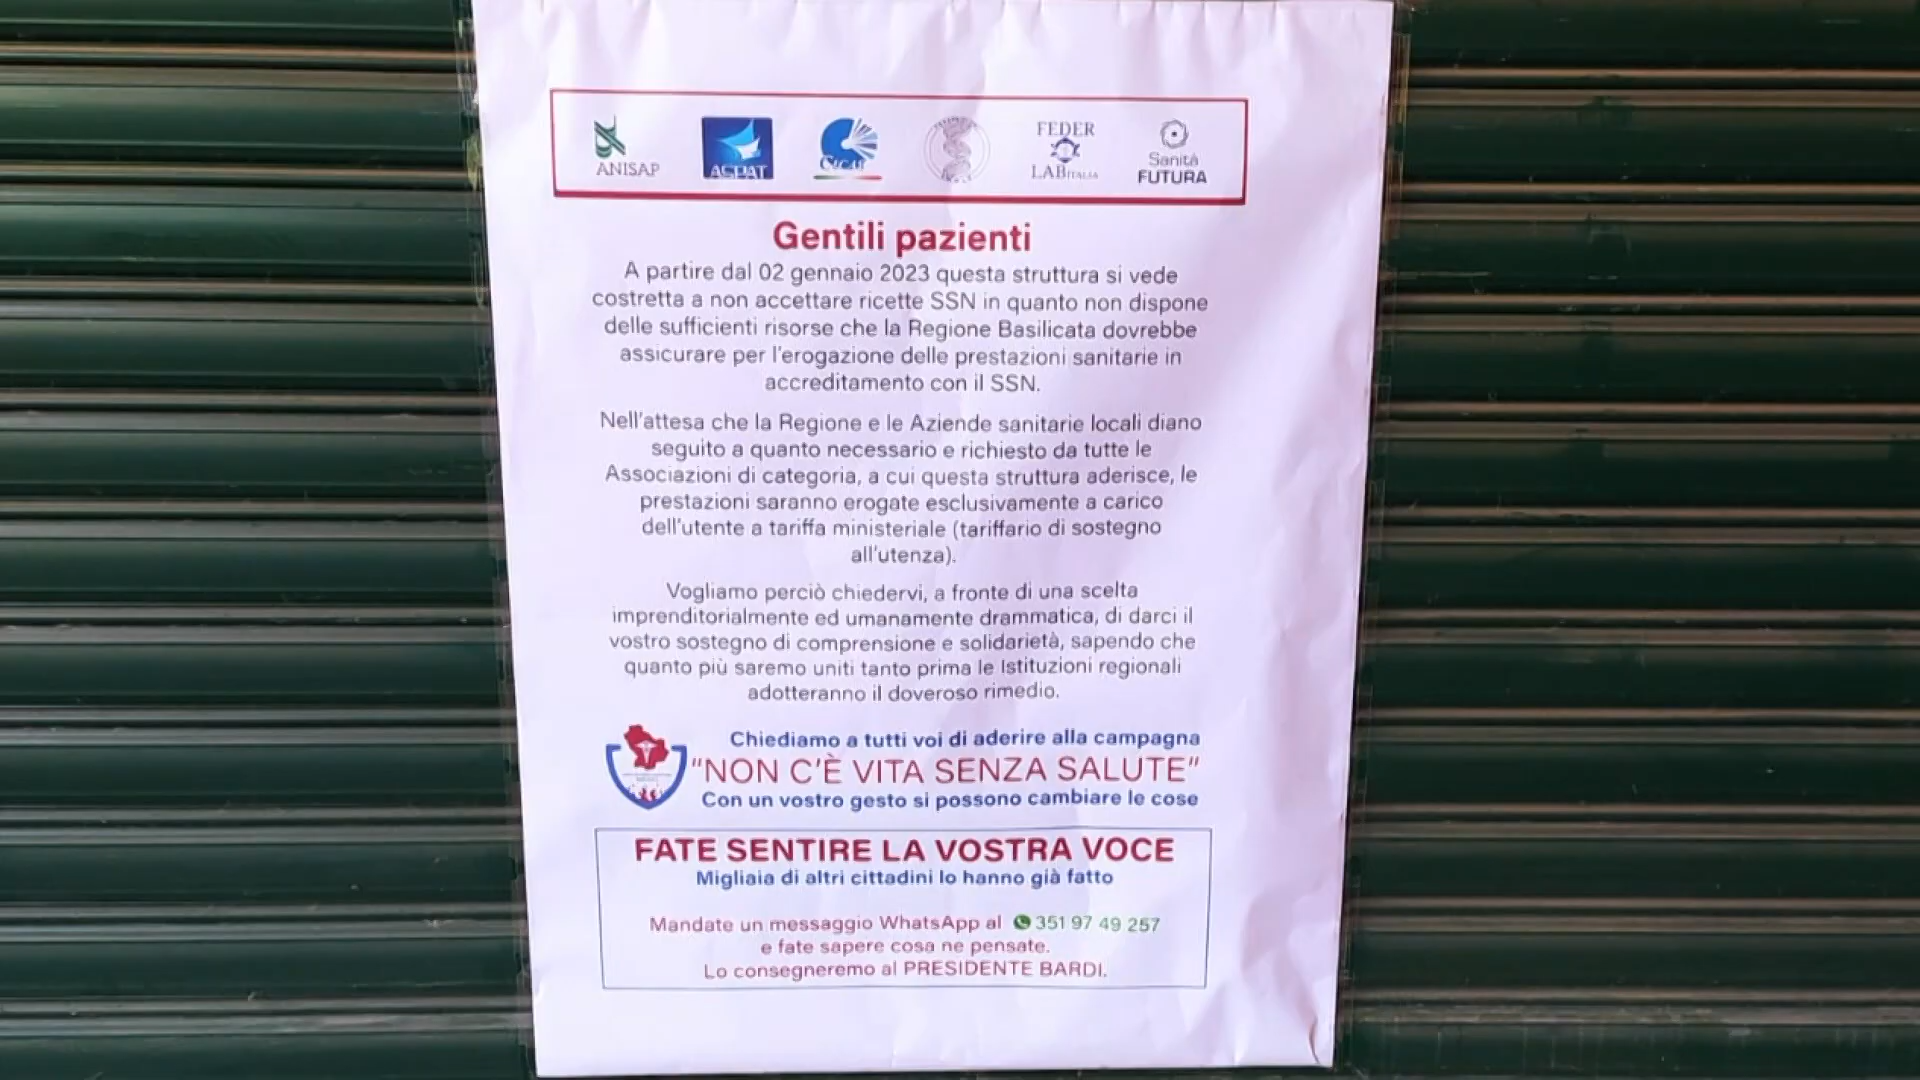 ANISAP
ASPAT
FEDER
LAB ITALIA
Sanità
FUTURA
Gentili pazienti
A partire dal 02 gennaio 2023 questa struttura si vede
costretta a non accettare ricette SSN in quanto non dispone
delle sufficienti risorse che la Regione Basilicata dovrebbe
assicurare per l'erogazione delle prestazioni sanitarie in
accreditamento con il SSN.
Nell'attesa che la Regione e le Aziende sanitarie locali diano
seguito a quanto necessario e richiesto da tutte le
Associazioni di categoria, a cui questa struttura aderisce, le
prestazioni saranno erogate esclusivamente a carico
dell'utente a tariffa ministeriale (tariffario di sostegno
all'utenza).
Vogliamo perciò chiedervi, a fronte di una scelta
imprenditorialmente ed umanamente drammatica, di darci il
vostro sostegno di comprensione e solidarietà, sapendo che
quanto più saremo uniti tanto prima le Istituzioni regionali
adotteranno il doveroso rimedio.
Chiediamo a tutti voi di aderire alla campagna
"NON C'È VITA SENZA SALUTE"
Con un vostro gesto si possono cambiare le cose
FATE SENTIRE LA VOSTRA VOCE
Migliaia di altri cittadini lo hanno già fatto
Mandate un messaggio WhatsApp al 351 97 49 257
e fate sapere cosa ne pensate.
Lo consegneremo al PRESIDENTE BARDI.